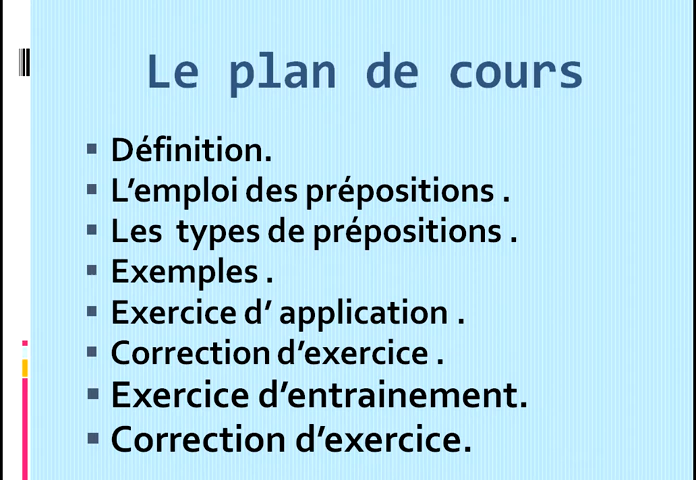 Le plan de cours
Définition.
L’emploi des prépositions .
Les  types de prépositions .
Exemples .
Exercice d’ application .
Correction d’exercice .
Exercice d’entrainement.
Correction d’exercice.